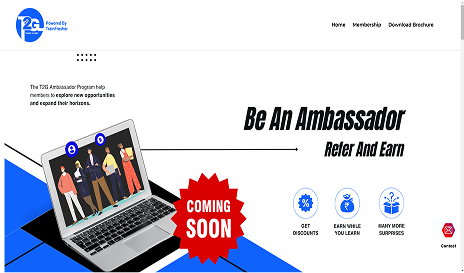 T2G
Powered By
Trainfresher
Home
Membership
Download Brochure
The T2G Ambassador Program help
members to explore new opportunities
and expand their horizons.
Be An Ambassador
Refer And Earn
COMING
SOON
GET
DISCOUNTS
EARN WHILE
YOU LEARN
MANY MORE
SURPRISES
Contact